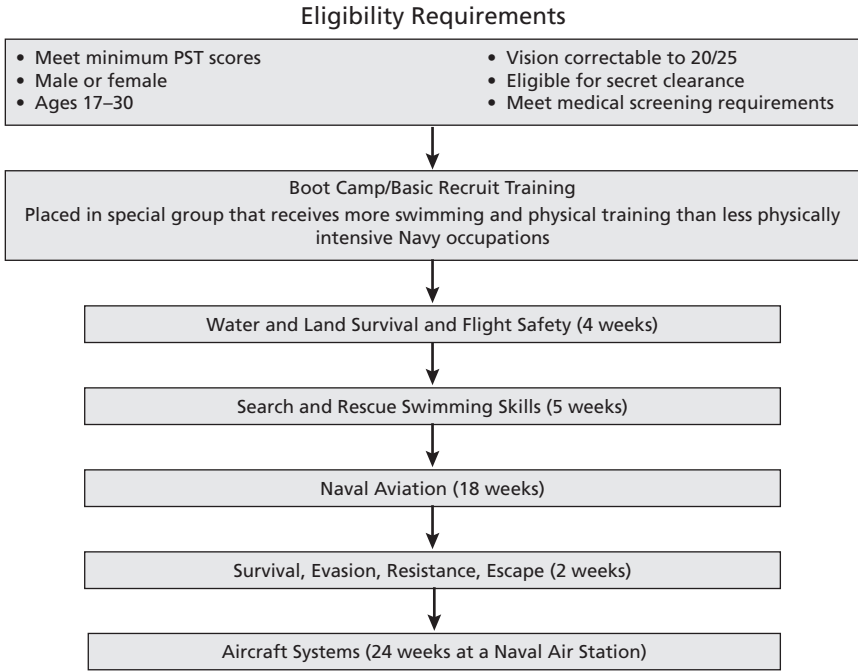 Eligibility Requirements
• Meet minimum PST scores
• Male or female
• Ages 17–30
• Vision correctable to 20/25
• Eligible for secret clearance
• Meet medical screening requirements
Boot Camp/Basic Recruit Training
Placed in special group that receives more swimming and physical training than less physically
intensive Navy occupations
Water and Land Survival and Flight Safety (4 weeks)
Search and Rescue Swimming Skills (5 weeks)
Naval Aviation (18 weeks)
Survival, Evasion, Resistance, Escape (2 weeks)
Aircraft Systems (24 weeks at a Naval Air Station)